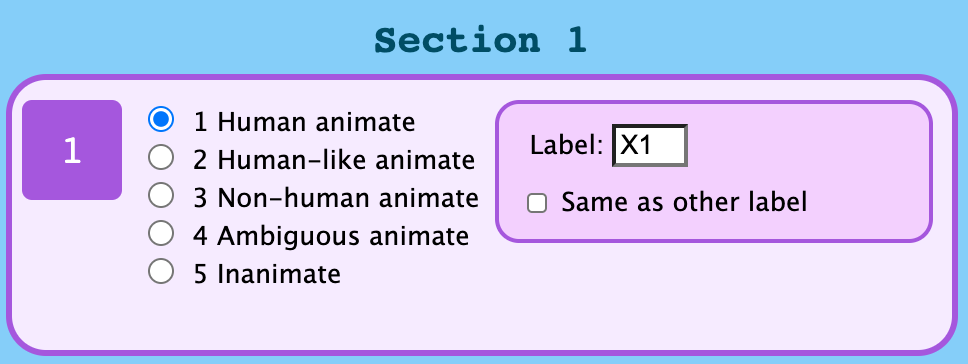 Section 1
1
1 Human animate
2 Human-like animate
3 Non-human animate
4 Ambiguous animate
5 Inanimate
Label: X1
Same as other label